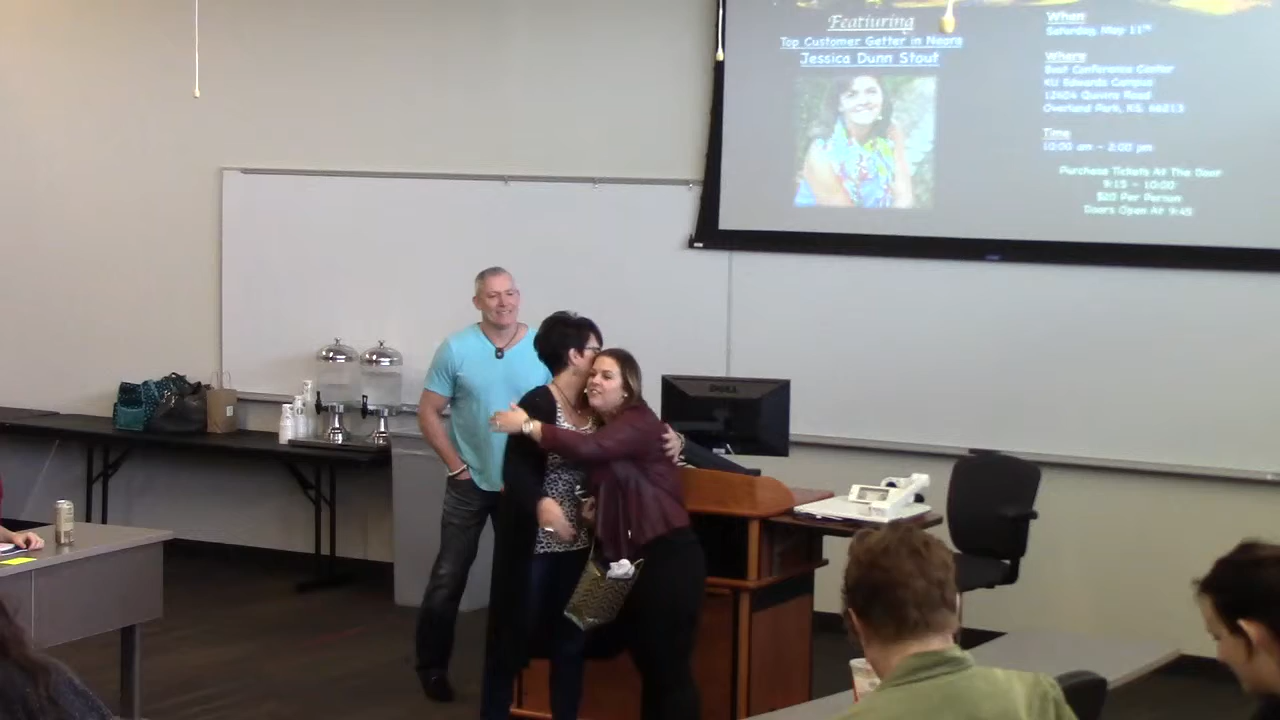 Featuring
Top Customer Getter in Neora
Jessica Dunn Stout
When
Saturday, May 11TH
Where
Best Conference Center
KU Edwards Campus
12604 Quivira Road
Overland Park, KS. 66213
Time
10:00 am - 2:00 pm
Purchase Tickets At The Door
9:15 - 10:00
$20 Per Person
Doors Open At 9:45
DELL